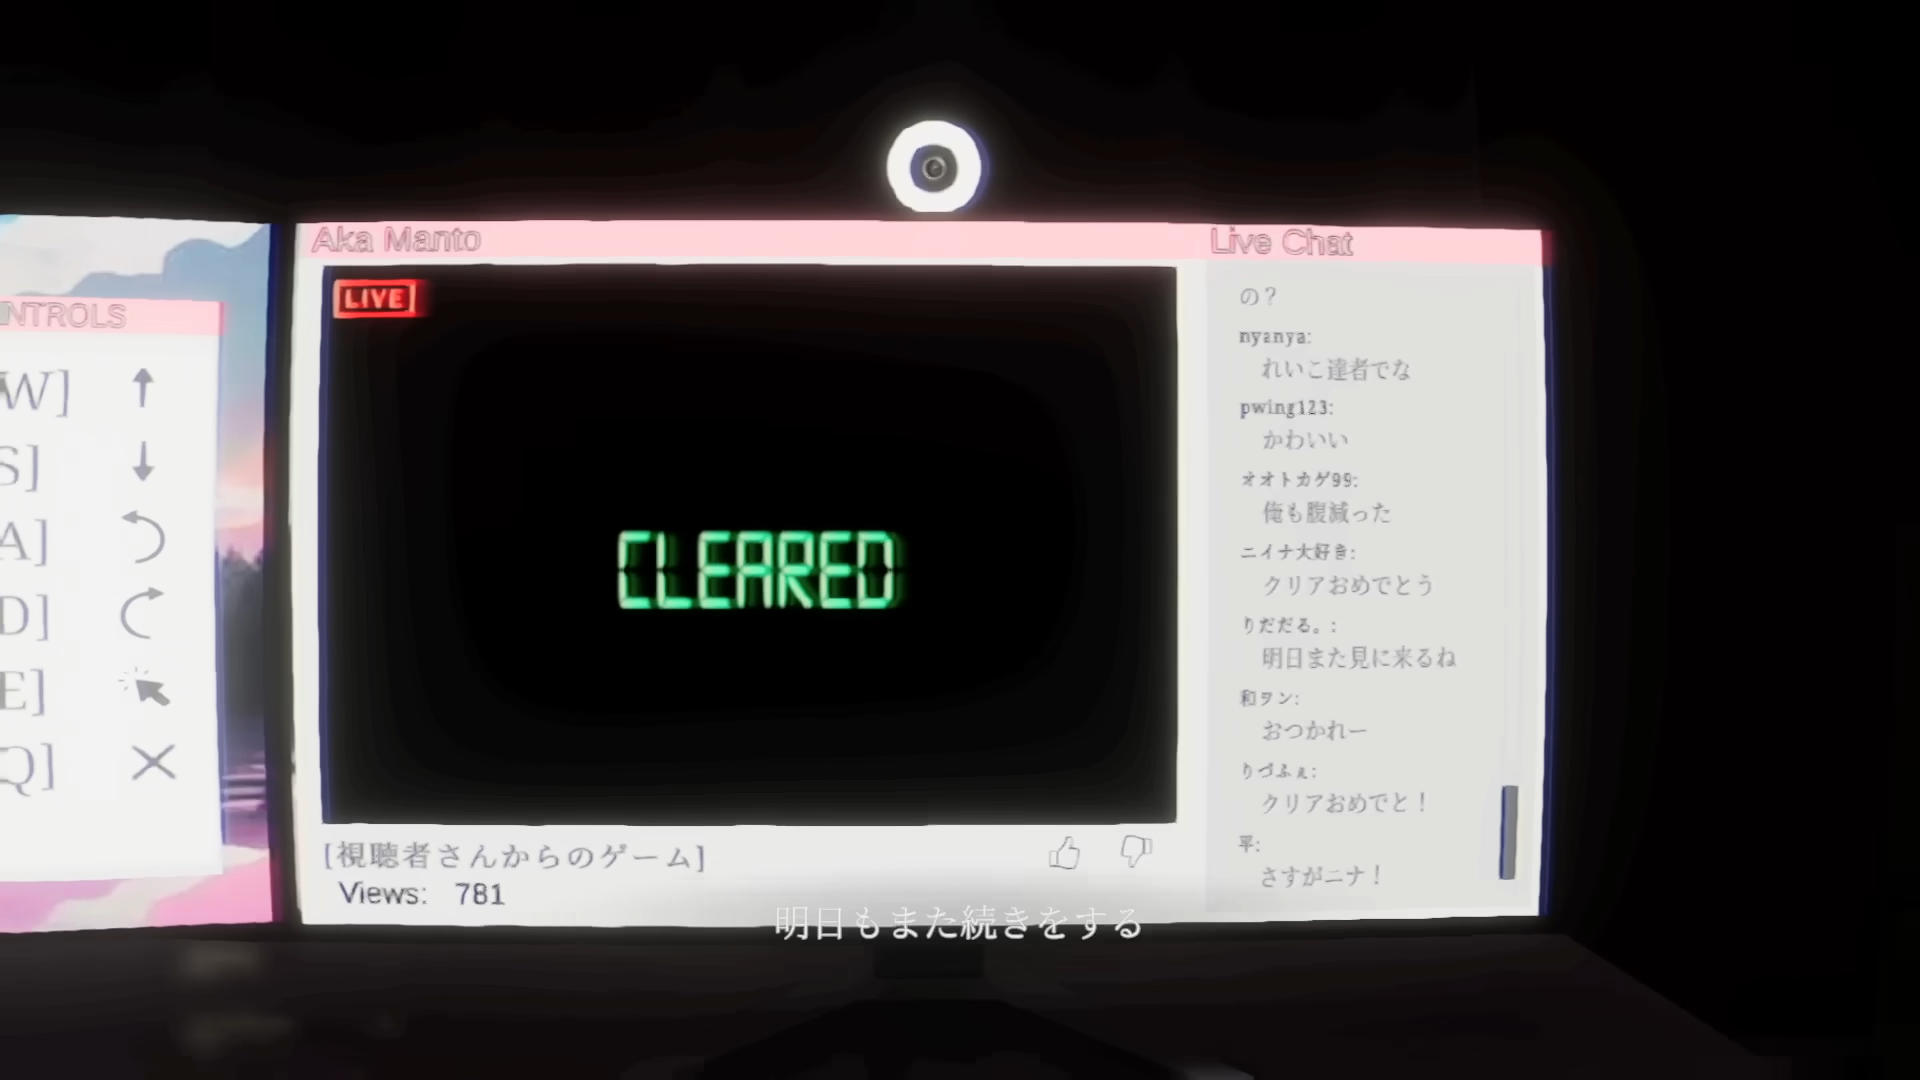 NTROLS
W]
S]
A]
D]
E]
Q]
Aka Manto
LIVE
CLEARED
[視聴者さんからのゲーム]
Views: 781
Live Chat
の？
nyanya:
れいこ達者でな
pwing123:
かわいい
オオトカゲ99:
俺も腹減った
ニイナ大好き:
クリアおめでとう
りだだる。:
明日また見に来るね
和ヲン:
おつかれー
りづふぇ:
クリアおめでと！
平:
さすがニナ！
明日もまた続きをする